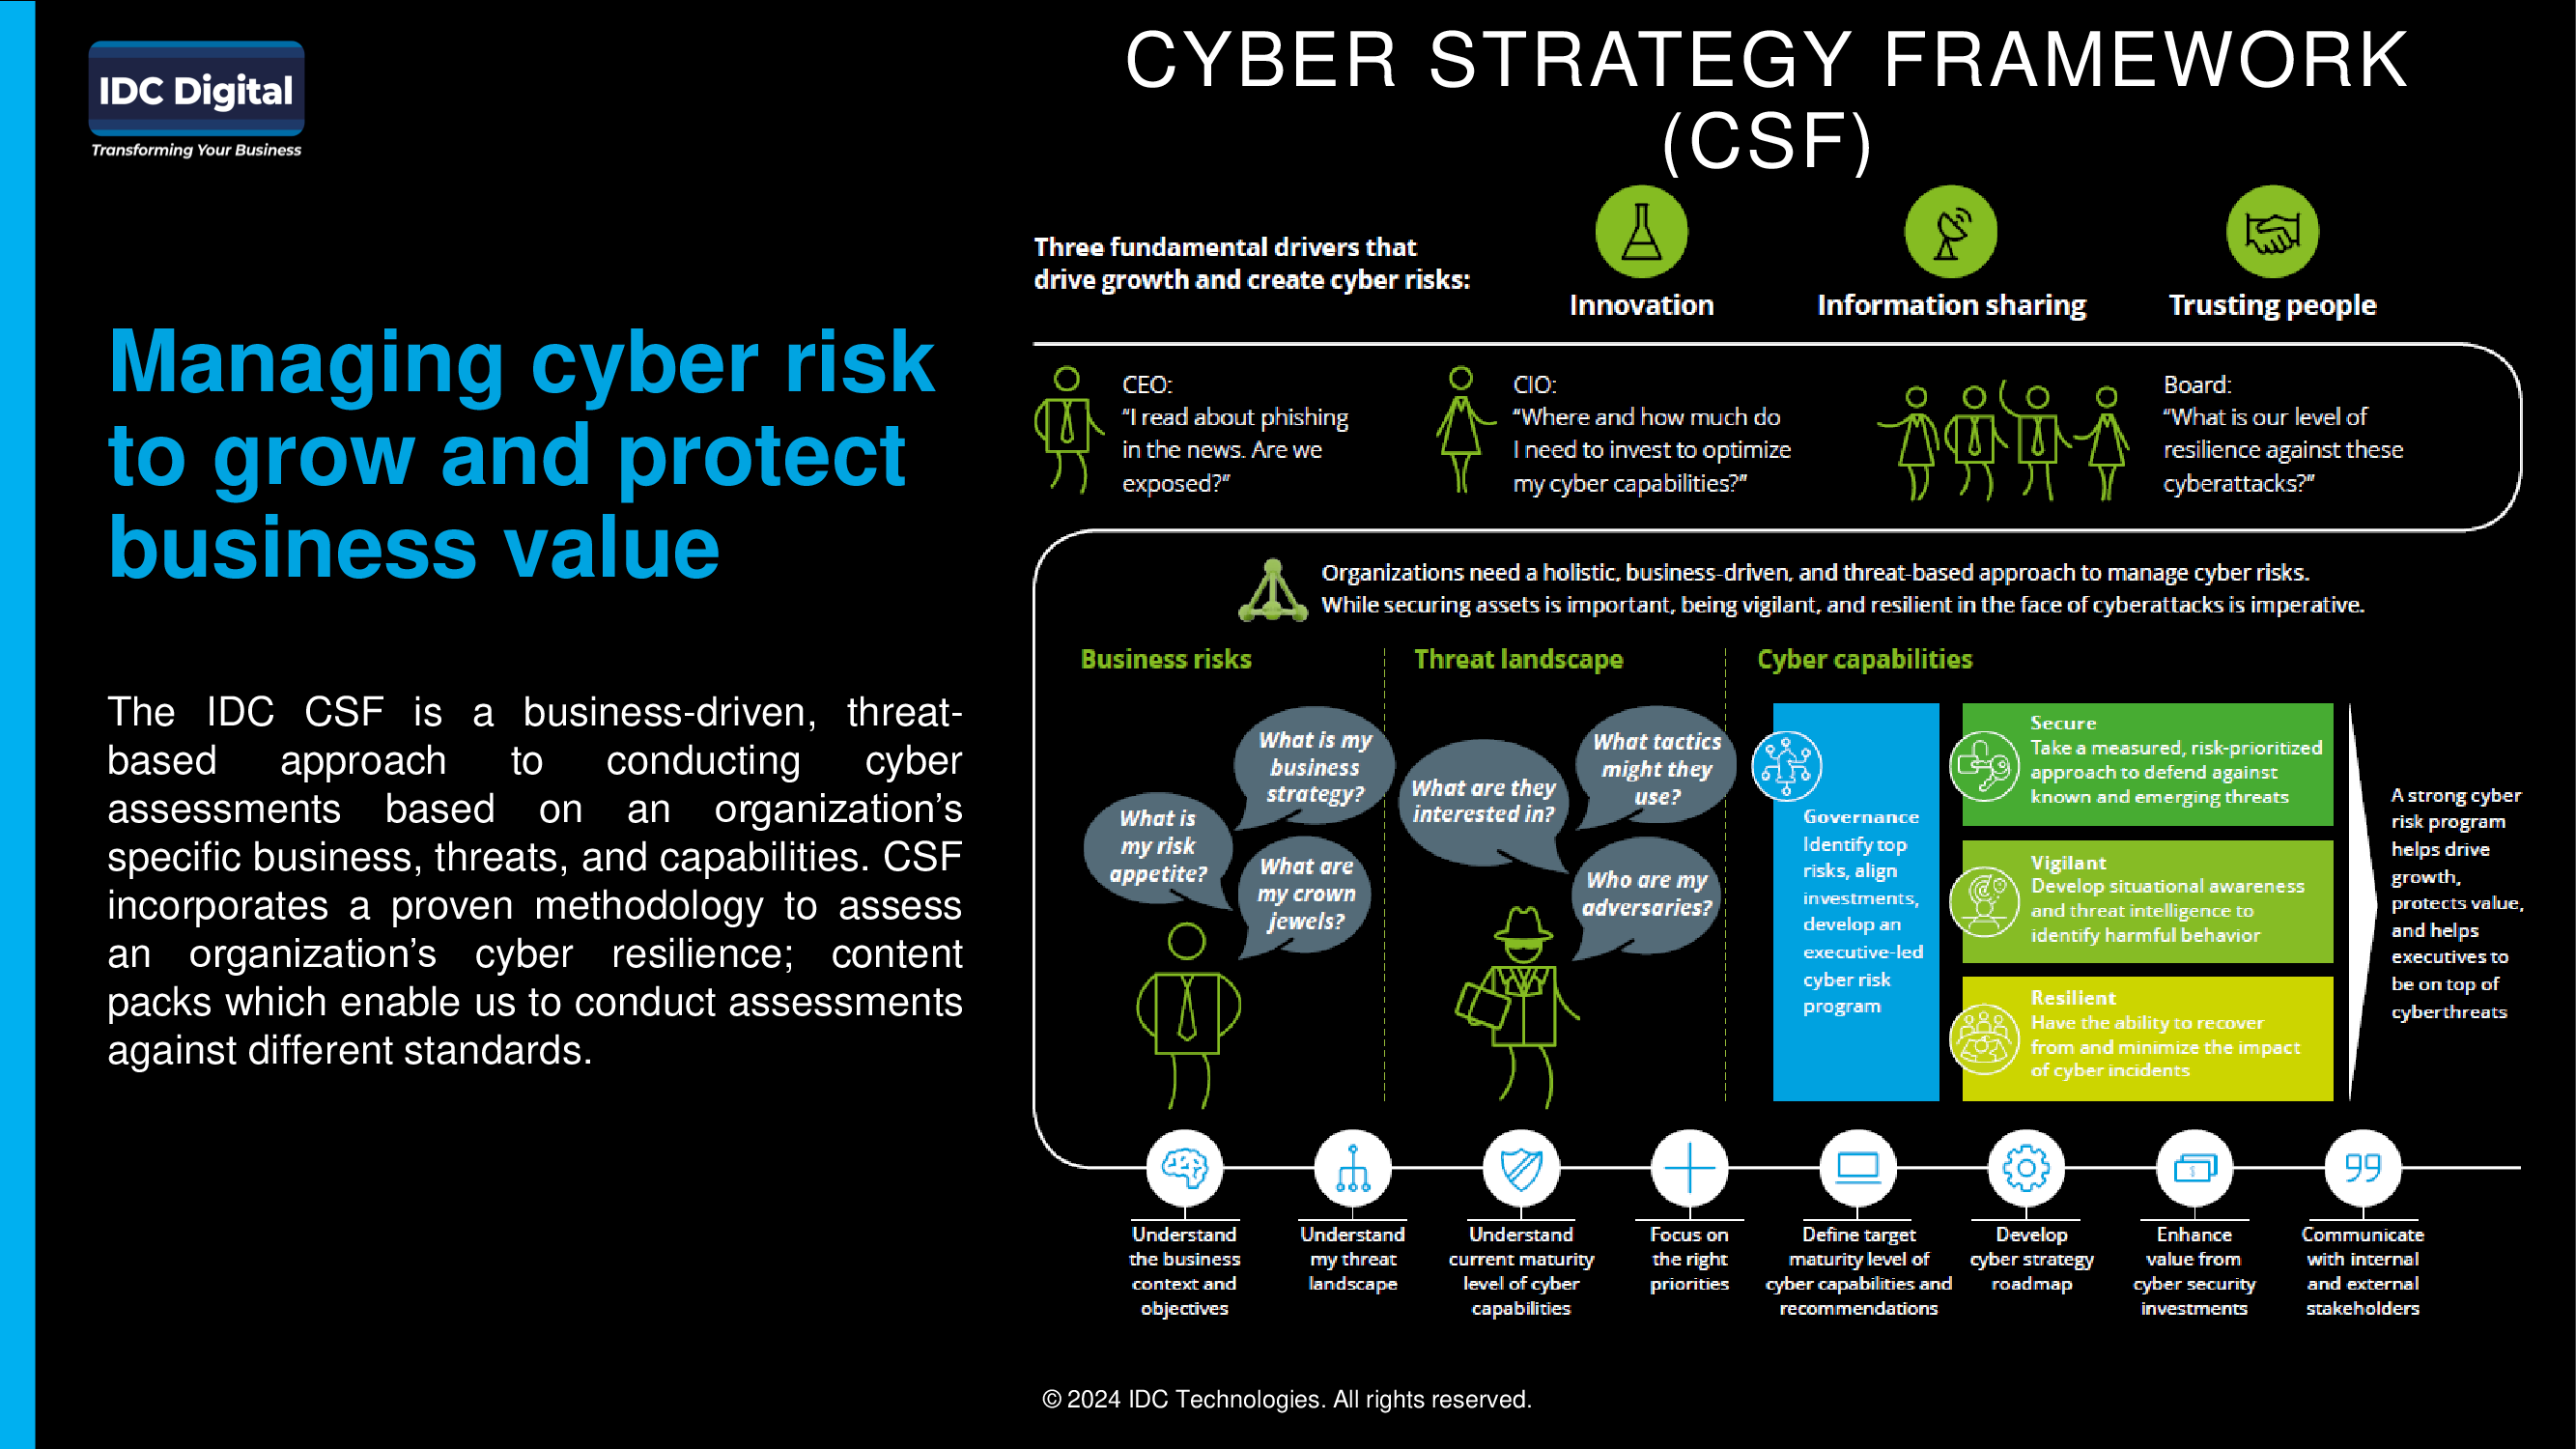 IDC Digital
Transforming Your Business
CYBER STRATEGY FRAMEWORK
(CSF)
Managing cyber risk
to grow and protect
business value
The IDC CSF is a business-driven, threat-
based approach to conducting cyber
assessments based on an organization’s
specific business, threats, and capabilities. CSF
incorporates a proven methodology to assess
an organization’s cyber resilience; content
packs which enable us to conduct assessments
against different standards.
Three fundamental drivers that
drive growth and create cyber risks:
Innovation
Information sharing
Trusting people
CEO:
“I read about phishing
in the news. Are we
exposed?”
CIO:
“Where and how much do
I need to invest to optimize
my cyber capabilities?”
Board:
“What is our level of
resilience against these
cyberattacks?”
Organizations need a holistic, business-driven, and threat-based approach to manage cyber risks.
While securing assets is important, being vigilant, and resilient in the face of cyberattacks is imperative.
Business risks
What is my
business
strategy?
What is
my risk
appetite?
What are
my crown
jewels?
Threat landscape
What tactics
might they
use?
What are they
interested in?
Who are my
adversaries?
Cyber capabilities
Governance
Identify top
risks, align
investments,
develop an
executive-led
cyber risk
program
Secure
Take a measured, risk-prioritized
approach to defend against
known and emerging threats
Vigilant
Develop situational awareness
and threat intelligence to
identify harmful behavior
Resilient
Have the ability to recover
from and minimize the impact
of cyber incidents
A strong cyber
risk program
helps drive
growth,
protects value,
and helps
executives to
be on top of
cyberthreats
Understand
the business
context and
objectives
Understand
my threat
landscape
Understand
current maturity
level of cyber
capabilities
Focus on
the right
priorities
Define target
maturity level of
cyber capabilities and
recommendations
Develop
cyber strategy
roadmap
Enhance
value from
cyber security
investments
Communicate
with internal
and external
stakeholders
© 2024 IDC Technologies. All rights reserved.